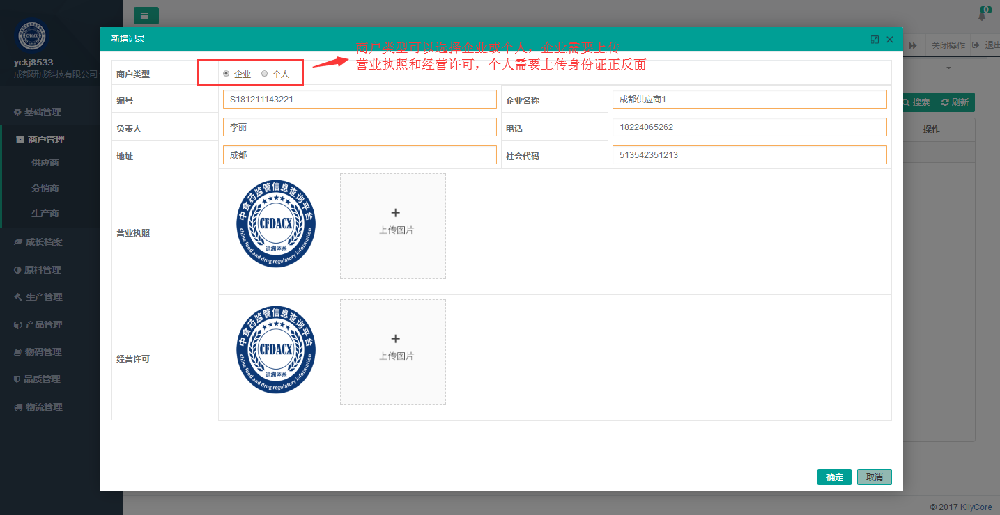 0
新增记录
yckj8533
成都研成科技有限公司
关闭操作
退出
商户类型可以选择企业或个人，企业需要上传
营业执照和经营许可，个人需要上传身份证正反面
商户类型
企业
个人
编号
S181211143221
企业名称
成都供应商1
搜索
刷新
负责人
李丽
电话
18224065262
操作
地址
成都
社会代码
513542351213
基础管理
商户管理
供应商
分销商
生产商
成长档案
原料管理
生产管理
产品管理
物码管理
品质管理
物流管理
营业执照
中食药监管信息查询平台
CFDACX
追溯体系
china food and drug regulatory information
+
上传图片
经营许可
中食药监管信息查询平台
CFDACX
追溯体系
china food and drug regulatory information
+
上传图片
确定
取消
© 2017 KilyCore